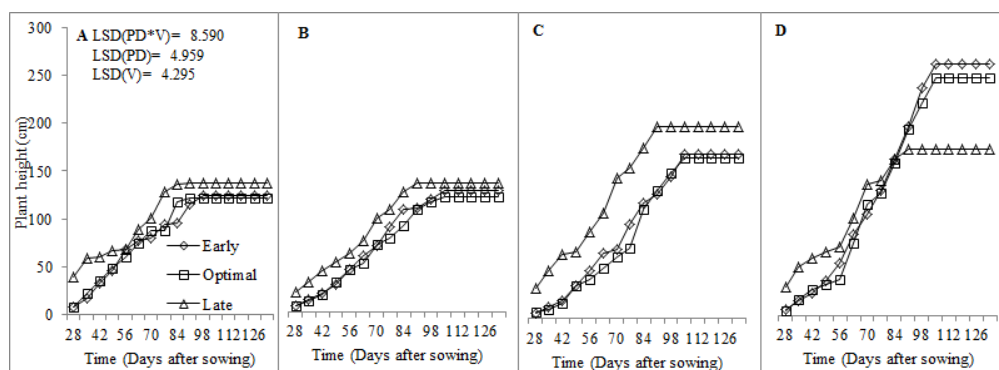 Plant height (cm)
300
250
200
150
100
50
0
A LSD(PD*V)= 8.590
LSD(PD)= 4.959
LSD(V)= 4.295
Early
Optimal
Late
28 42 56 70 84 98 112 126
Time (Days after sowing)
B
28 42 56 70 84 98 112 126
Time (Days after sowing)
C
28 42 56 70 84 98 112 126
Time (Days after sowing)
D
28 42 56 70 84 98 112 126
Time (Days after sowing)